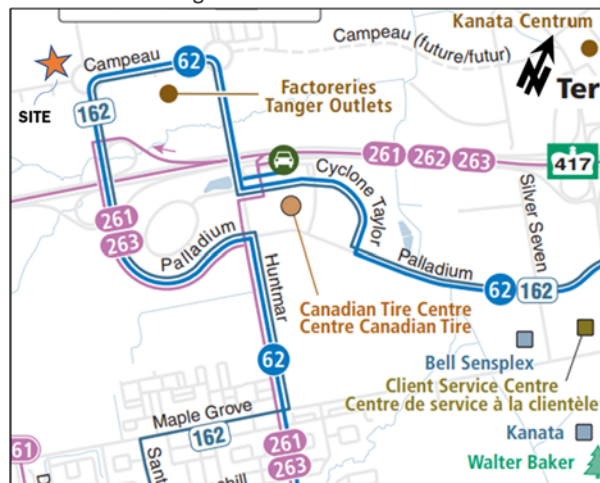 Kanata Centrum
Campeau (future/futur)
Campeau
62
Ter
SITE
162
Factoreries
Tanger Outlets
261 262 263
417
Cyclone Taylor
Silver Seven
261
263
Palladium
Huntmar
Palladium
62 162
Canadian Tire Centre
Centre Canadian Tire
62
Bell Sensplex
Client Service Centre
Centre de service à la clientèle
Maple Grove
162
Kanata
261
263
Walter Baker
61